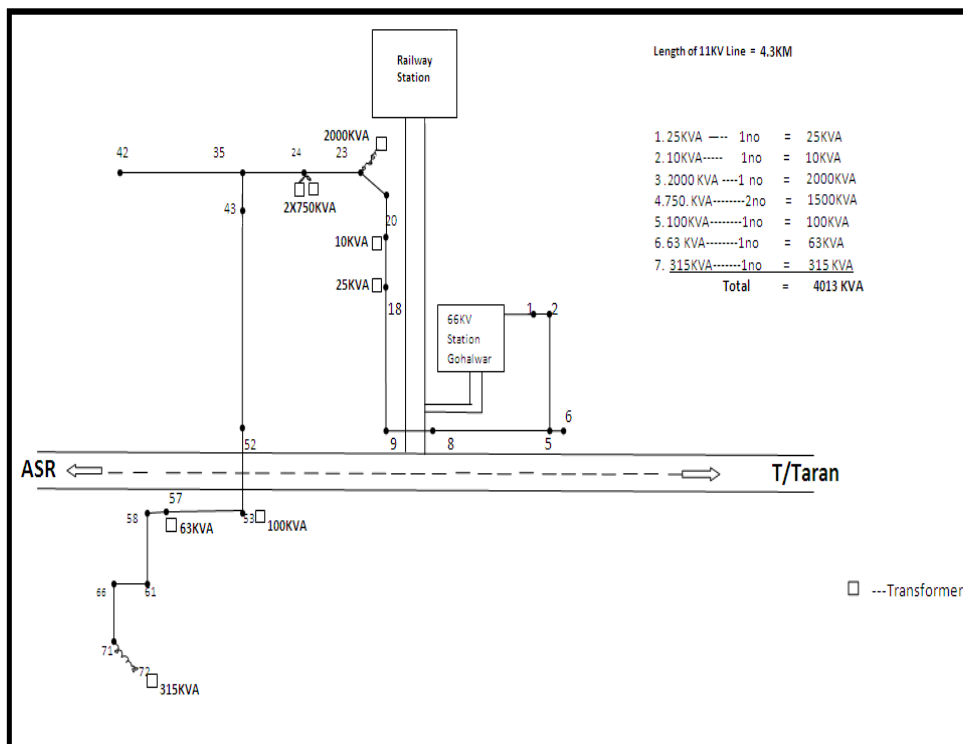 Railway
Station
Length of 11KV Line = 4.3KM
1.25KVA ---- 1no = 25KVA
2.10KVA----- 1no = 10KVA
3.2000 KVA ----1 no = 2000KVA
4.750. KVA--------2no = 1500KVA
5.100KVA--------1no = 100KVA
6.63 KVA--------1no = 63KVA
7. 315KVA-------1no = 315 KVA
Total = 4013 KVA
2000KVA
42 35 24 23
2X750KVA
43
20
10KVA
25KVA
18
66KV
Station
Gohalwar
1 2
6
52 9 8 5
ASR T/Taran
57
58 63KVA 53 100KVA
66 61
71
72 315KVA
---Transformer